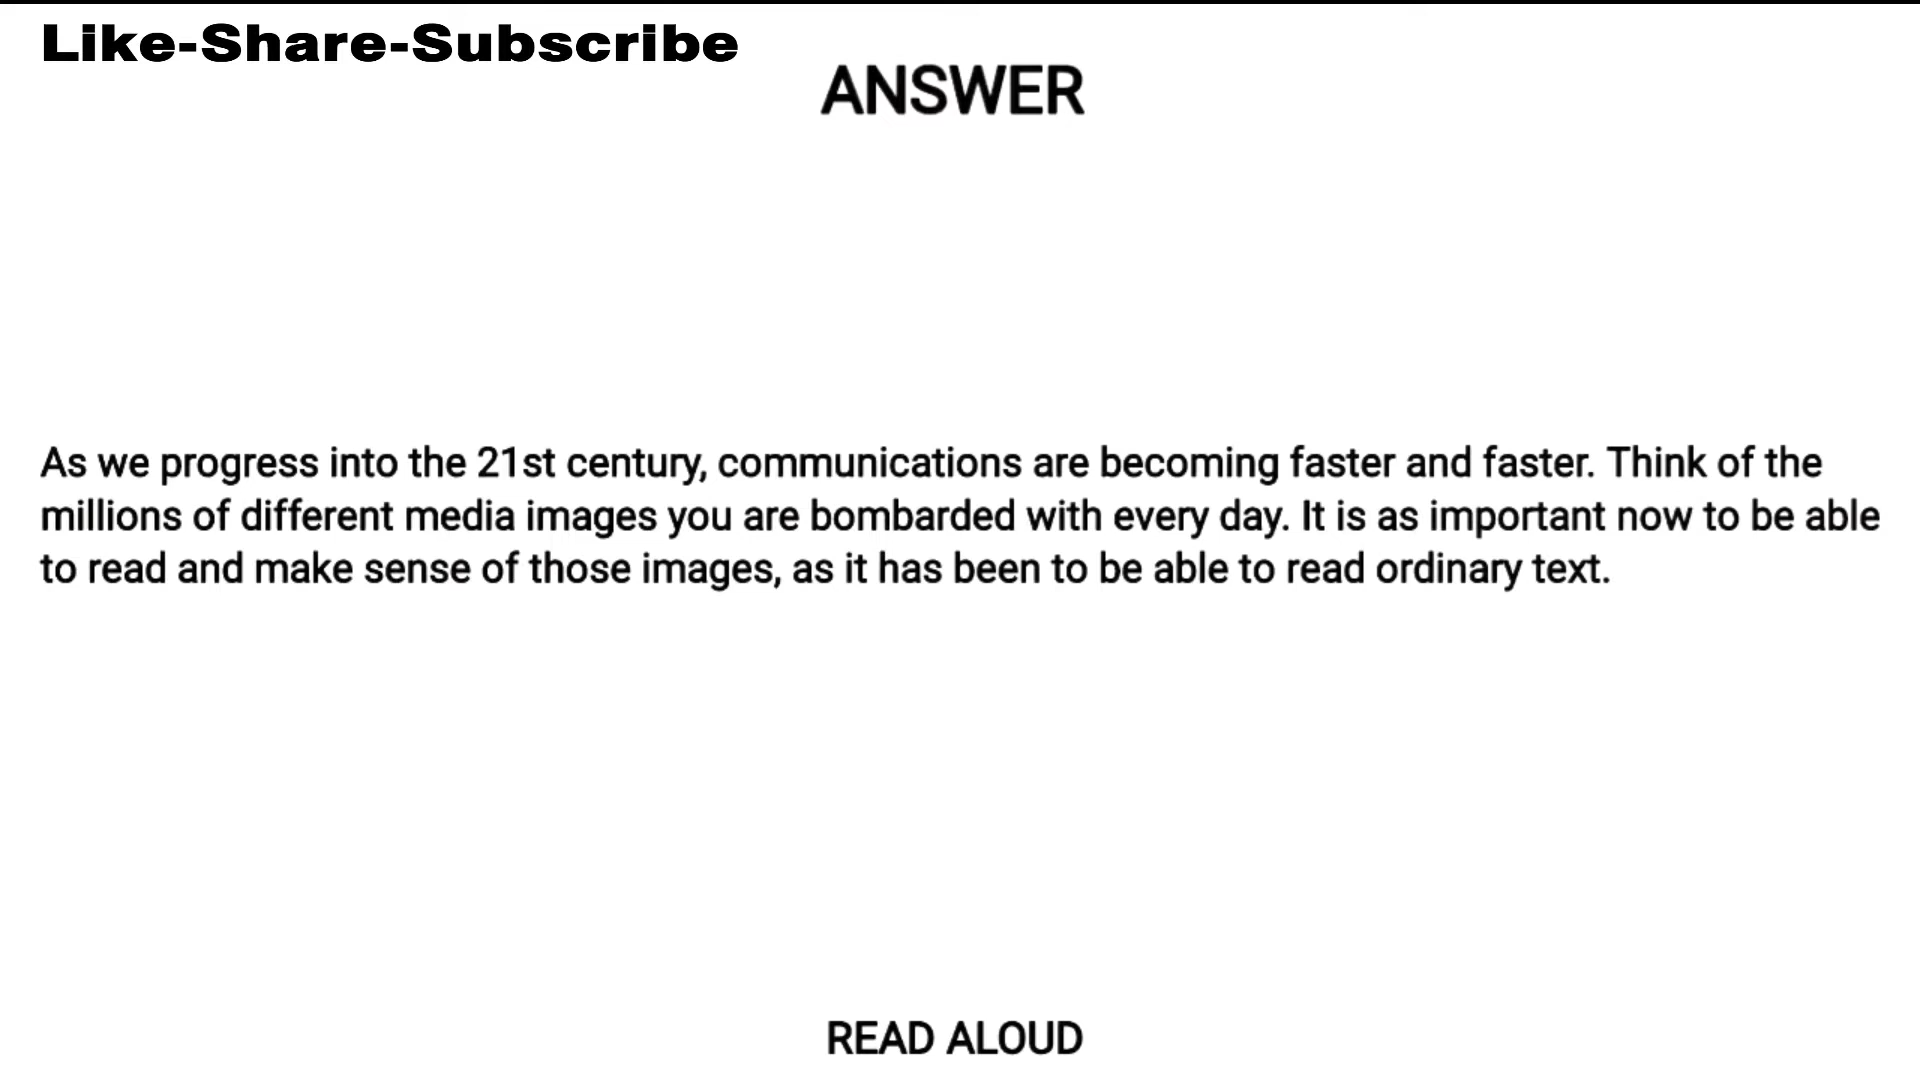 Like-Share-Subscribe
ANSWER
As we progress into the 21st century, communications are becoming faster and faster. Think of the
millions of different media images you are bombarded with every day. It is as important now to be able
to read and make sense of those images, as it has been to be able to read ordinary text.
READ ALOUD